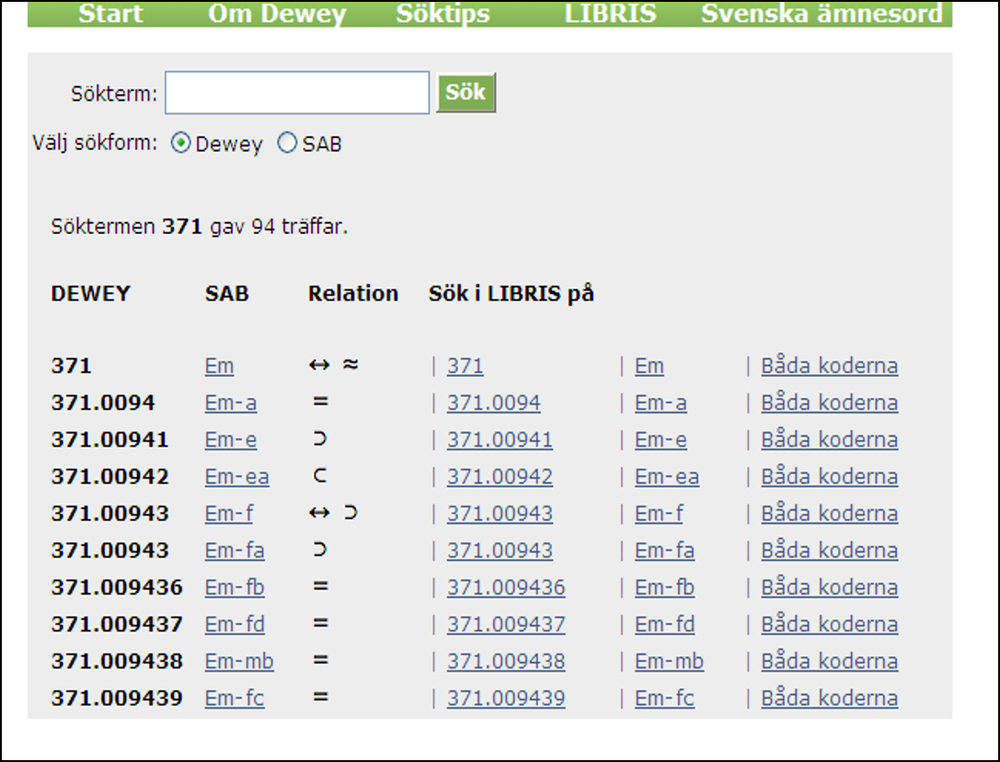 Start Om Dewey Söktips LIBRIS Svenska ämnesord
Sökterm: Sök
Välj sökform: Dewey SAB
Söktermen 371 gav 94 träffar.
DEWEY SAB Relation Sök i LIBRIS på
371 Em ↔ ≈ | 371 | Em | Båda koderna
371.0094 Em-a = | 371.0094 | Em-a | Båda koderna
371.00941 Em-e ⊃ | 371.00941 | Em-e | Båda koderna
371.00942 Em-ea ⊂ | 371.00942 | Em-ea | Båda koderna
371.00943 Em-f ↔ ⊃ | 371.00943 | Em-f | Båda koderna
371.00943 Em-fa ⊃ | 371.00943 | Em-fa | Båda koderna
371.009436 Em-fb = | 371.009436 | Em-fb | Båda koderna
371.009437 Em-fd = | 371.009437 | Em-fd | Båda koderna
371.009438 Em-mb = | 371.009438 | Em-mb | Båda koderna
371.009439 Em-fc = | 371.009439 | Em-fc | Båda koderna